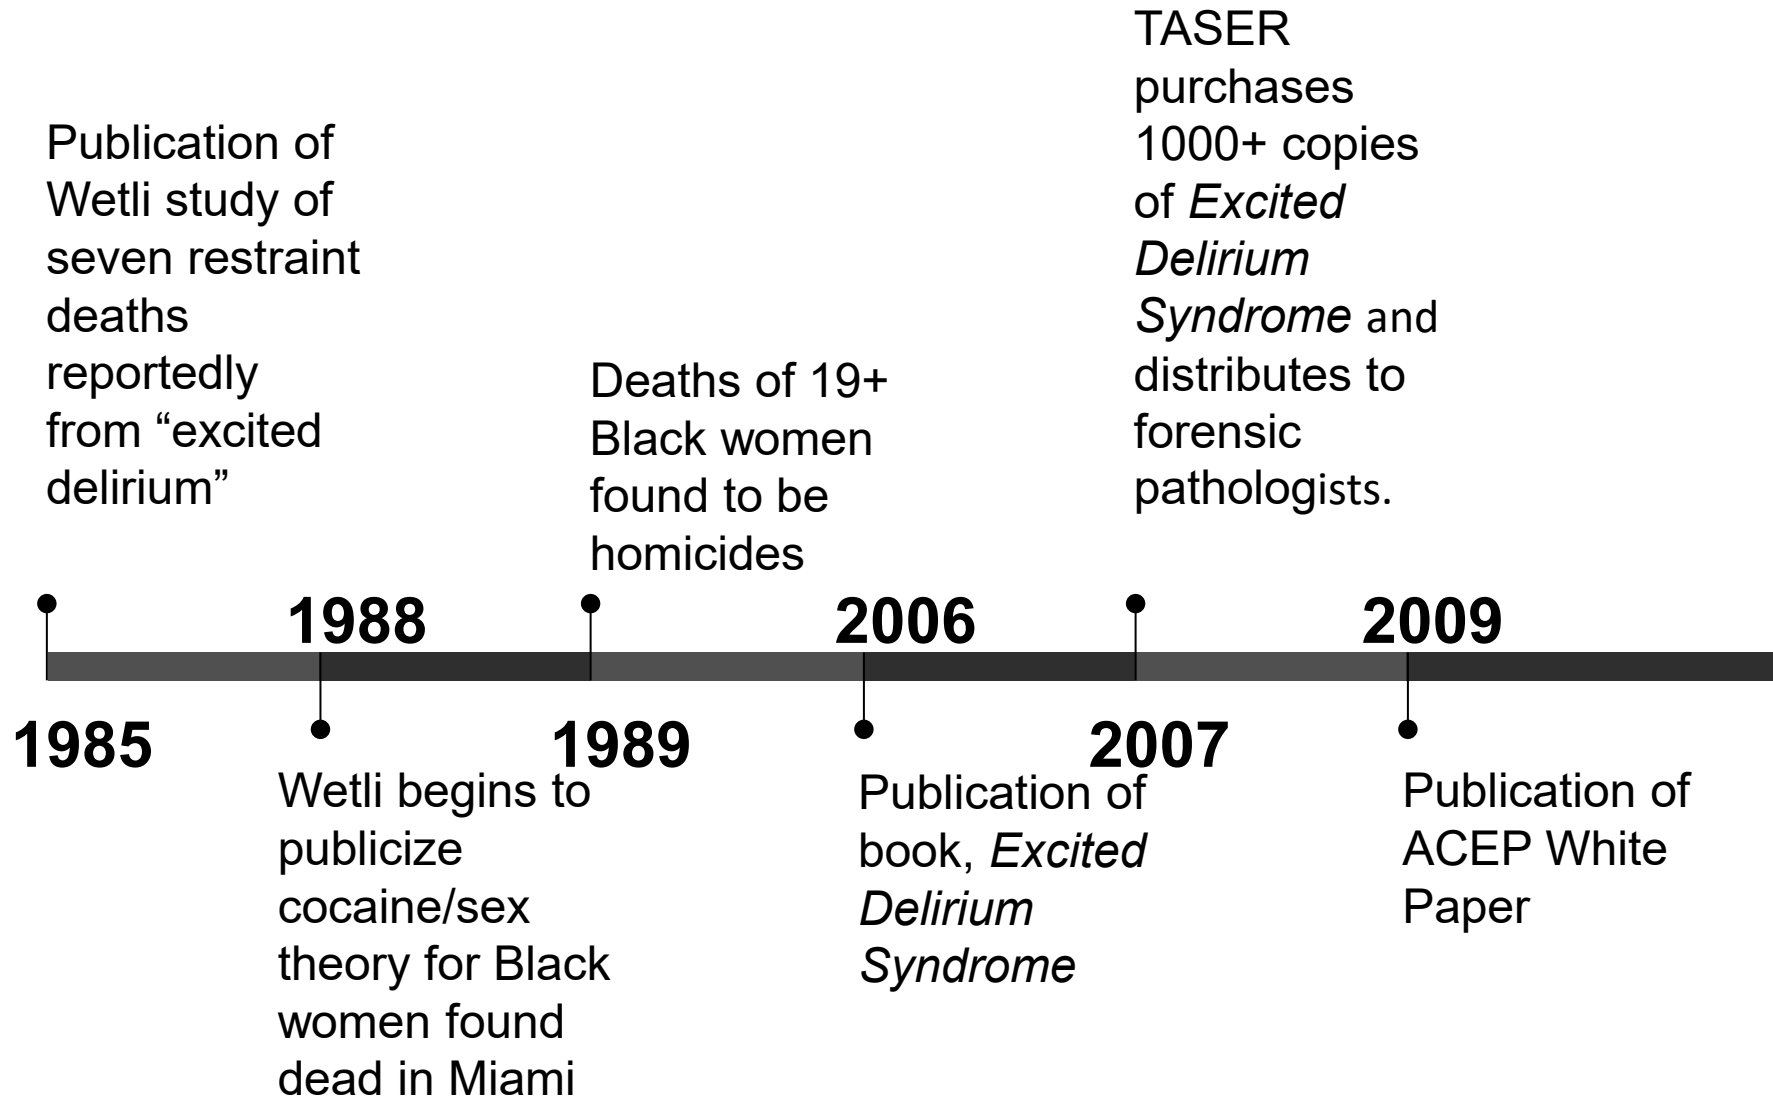 Publication of
Wetli study of
seven restraint
deaths
reportedly
from “excited
delirium”
1985
1988
Wetli begins to
publicize
cocaine/sex
theory for Black
women found
dead in Miami
Deaths of 19+
Black women
found to be
homicides
1989
2006
Publication of
book, Excited
Delirium
Syndrome
TASER
purchases
1000+ copies
of Excited
Delirium
Syndrome and
distributes to
forensic
pathologists.
2007
2009
Publication of
ACEP White
Paper